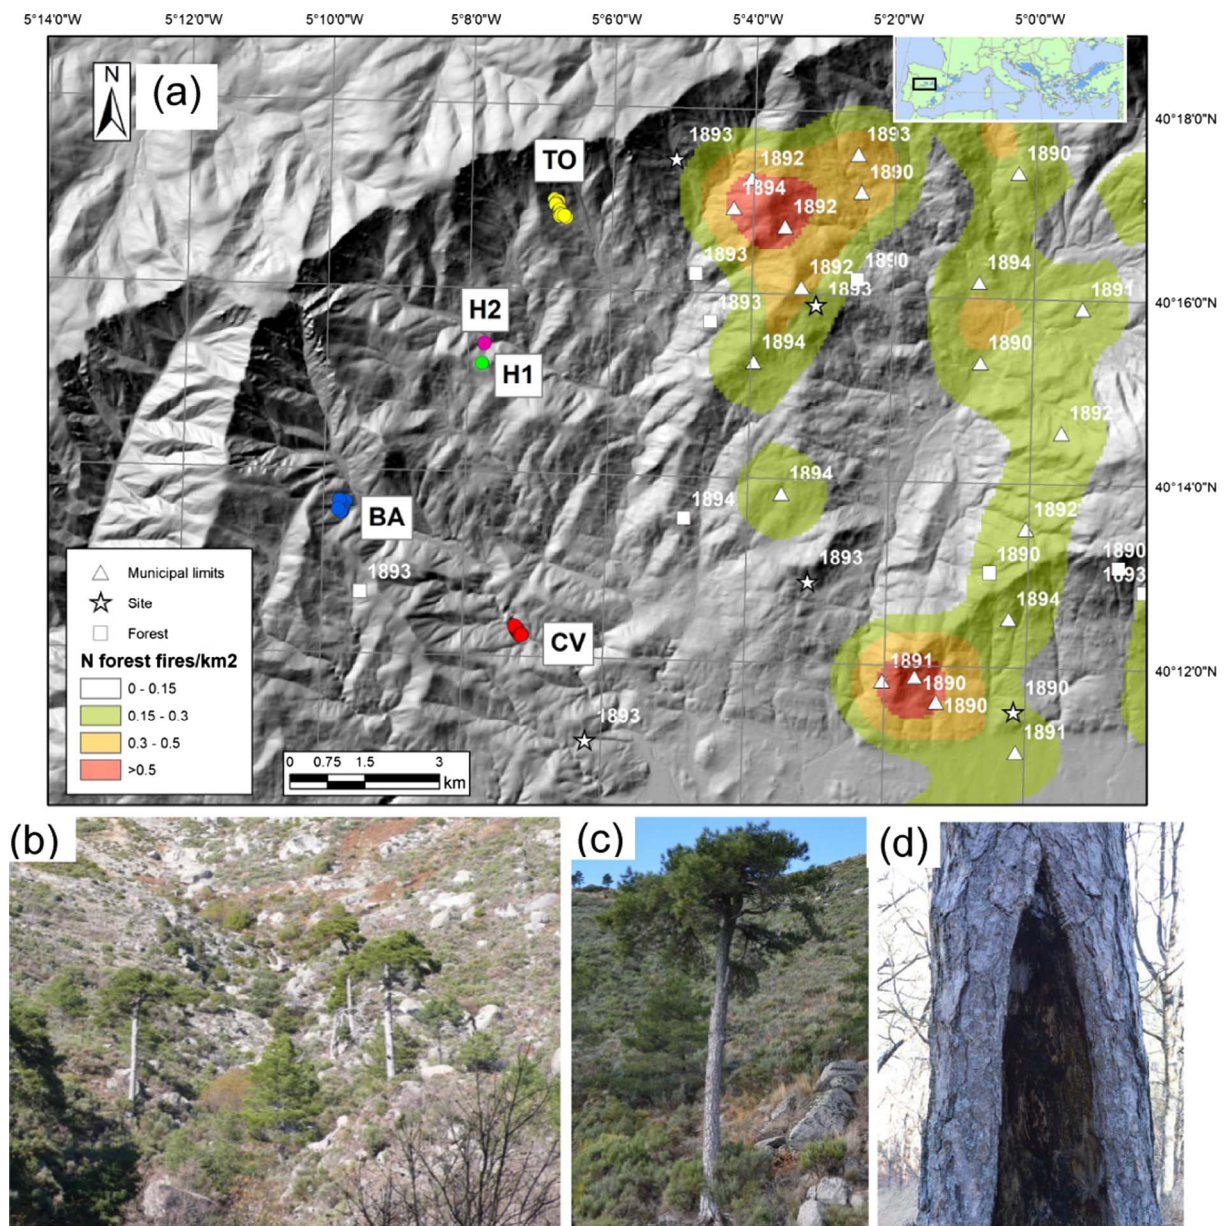 5°14'0"W 5°12'0"W 5°10'0"W 5°8'0"W 5°6'0"W 5°4'0"W 5°2'0"W 5°0'0"W
N
(a)
40°18'0"N
1893
1893
1892
1890
TO
1894
1890
1892
1893
1892
1890
1894
H2
1893
1893
1891
40°16'0"N
1894
1890
H1
1892
1894
1894
40°14'0"N
BA
1892
1893
1893
1890
1890
1893
1894
Municipal limits
Site
Forest
CV
N forest fires/km2
0 - 0.15
0.15 - 0.3
0.3 - 0.5
>0.5
1891
1890
1890
1890
40°12'0"N
1893
1891
0 0.75 1.5 3
km
(b)
(c)
(d)